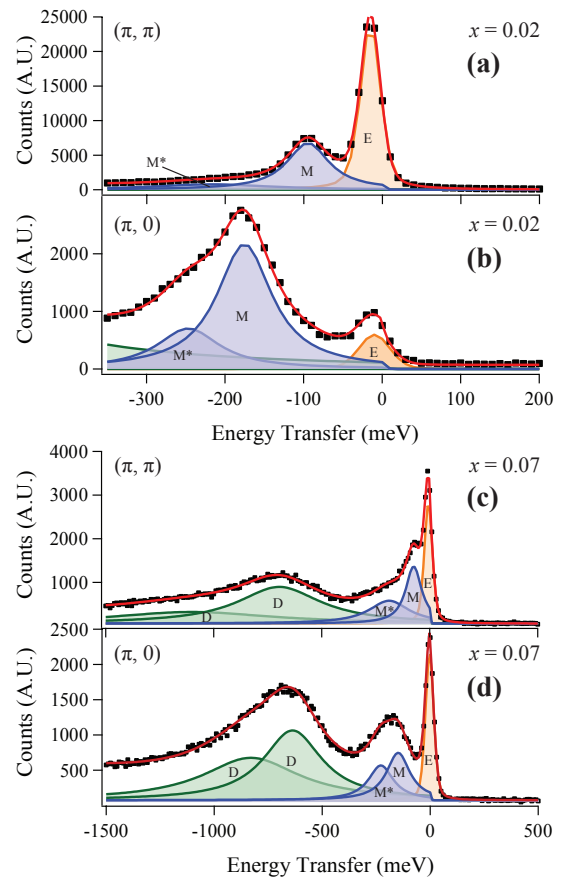 25000
20000
15000
10000
5000
0
Counts (A.U.)
(π, π)
x = 0.02
(a)
M*
M
E
2000
1000
0
Counts (A.U.)
(π, 0)
x = 0.02
(b)
M*
M
E
-300 -200 -100 0 100 200
Energy Transfer (meV)
4000
3000
2000
1000
Counts (A.U.)
(π, π)
x = 0.07
(c)
D
D
M*
M
E
2500
2000
1500
1000
500
Counts (A.U.)
(π, 0)
x = 0.07
(d)
D
D
M*
M
E
-1500 -1000 -500 0 500
Energy Transfer (meV)